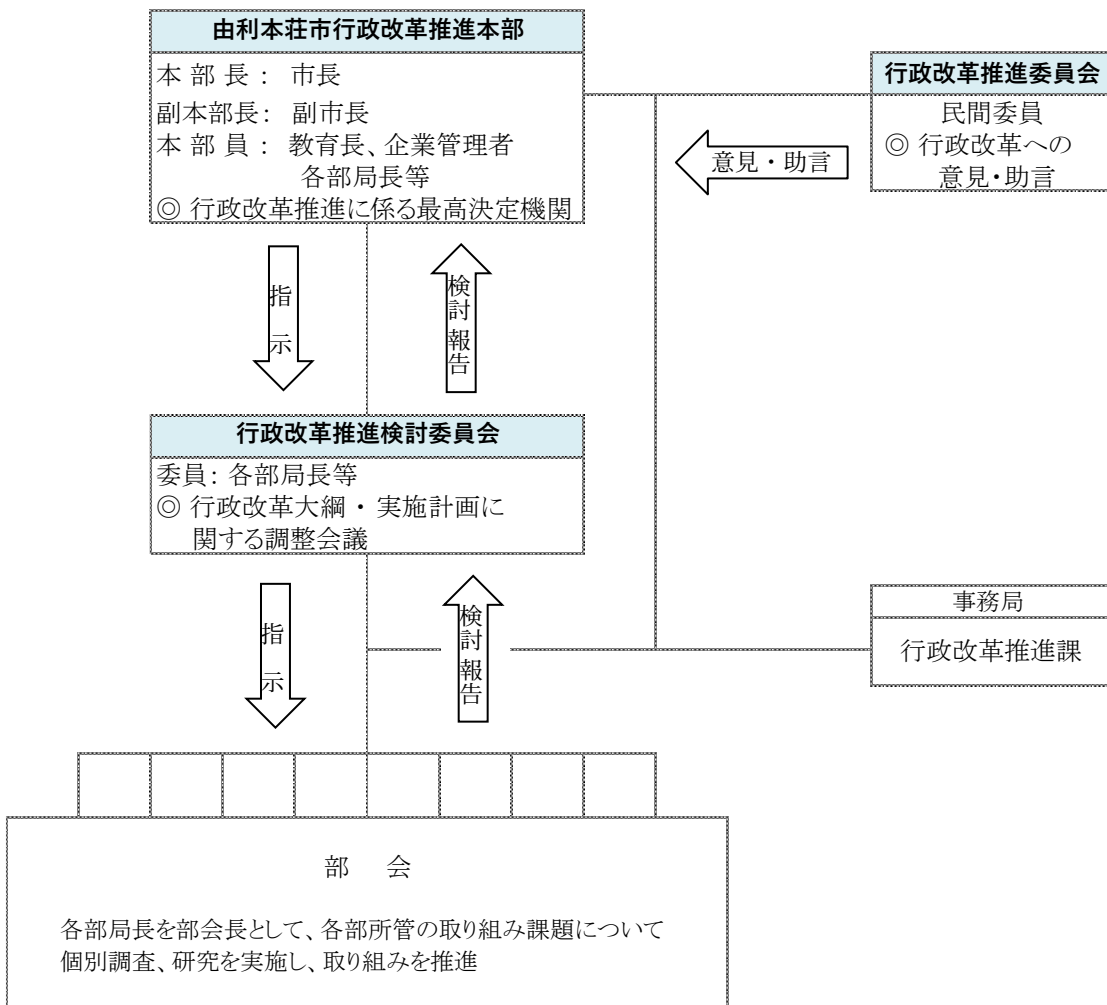 由利本荘市行政改革推進本部
本 部 長 ： 市長
副本部長： 副市長
本 部 員 ： 教育長、企業管理者
各部局長等
◎ 行政改革推進に係る最高決定機関
行政改革推進委員会
民間委員
◎ 行政改革への
意見・助言
意見・助言
指示
検討報告
行政改革推進検討委員会
委員： 各部局長等
◎ 行政改革大綱 ・ 実施計画に
関する調整会議
指示
検討報告
事務局
行政改革推進課
部 会
各部局長を部会長として、各部所管の取り組み課題について
個別調査、研究を実施し、取り組みを推進